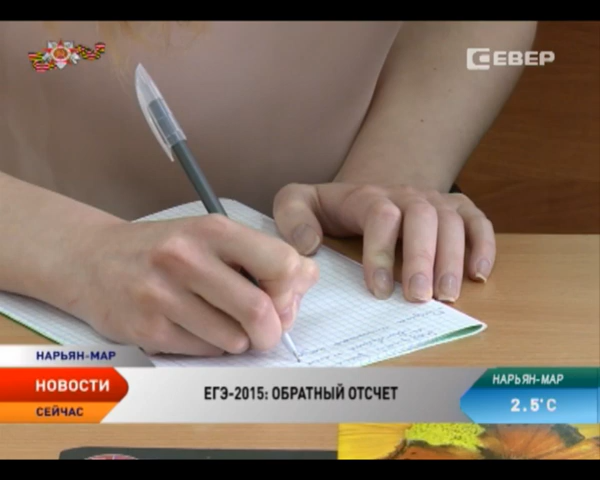 СЕВЕР
НАРЬЯН-МАР
НОВОСТИ
СЕЙЧАС
ЕГЭ-2015: ОБРАТНЫЙ ОТСЧЕТ
НАРЬЯН-МАР
2.5°C